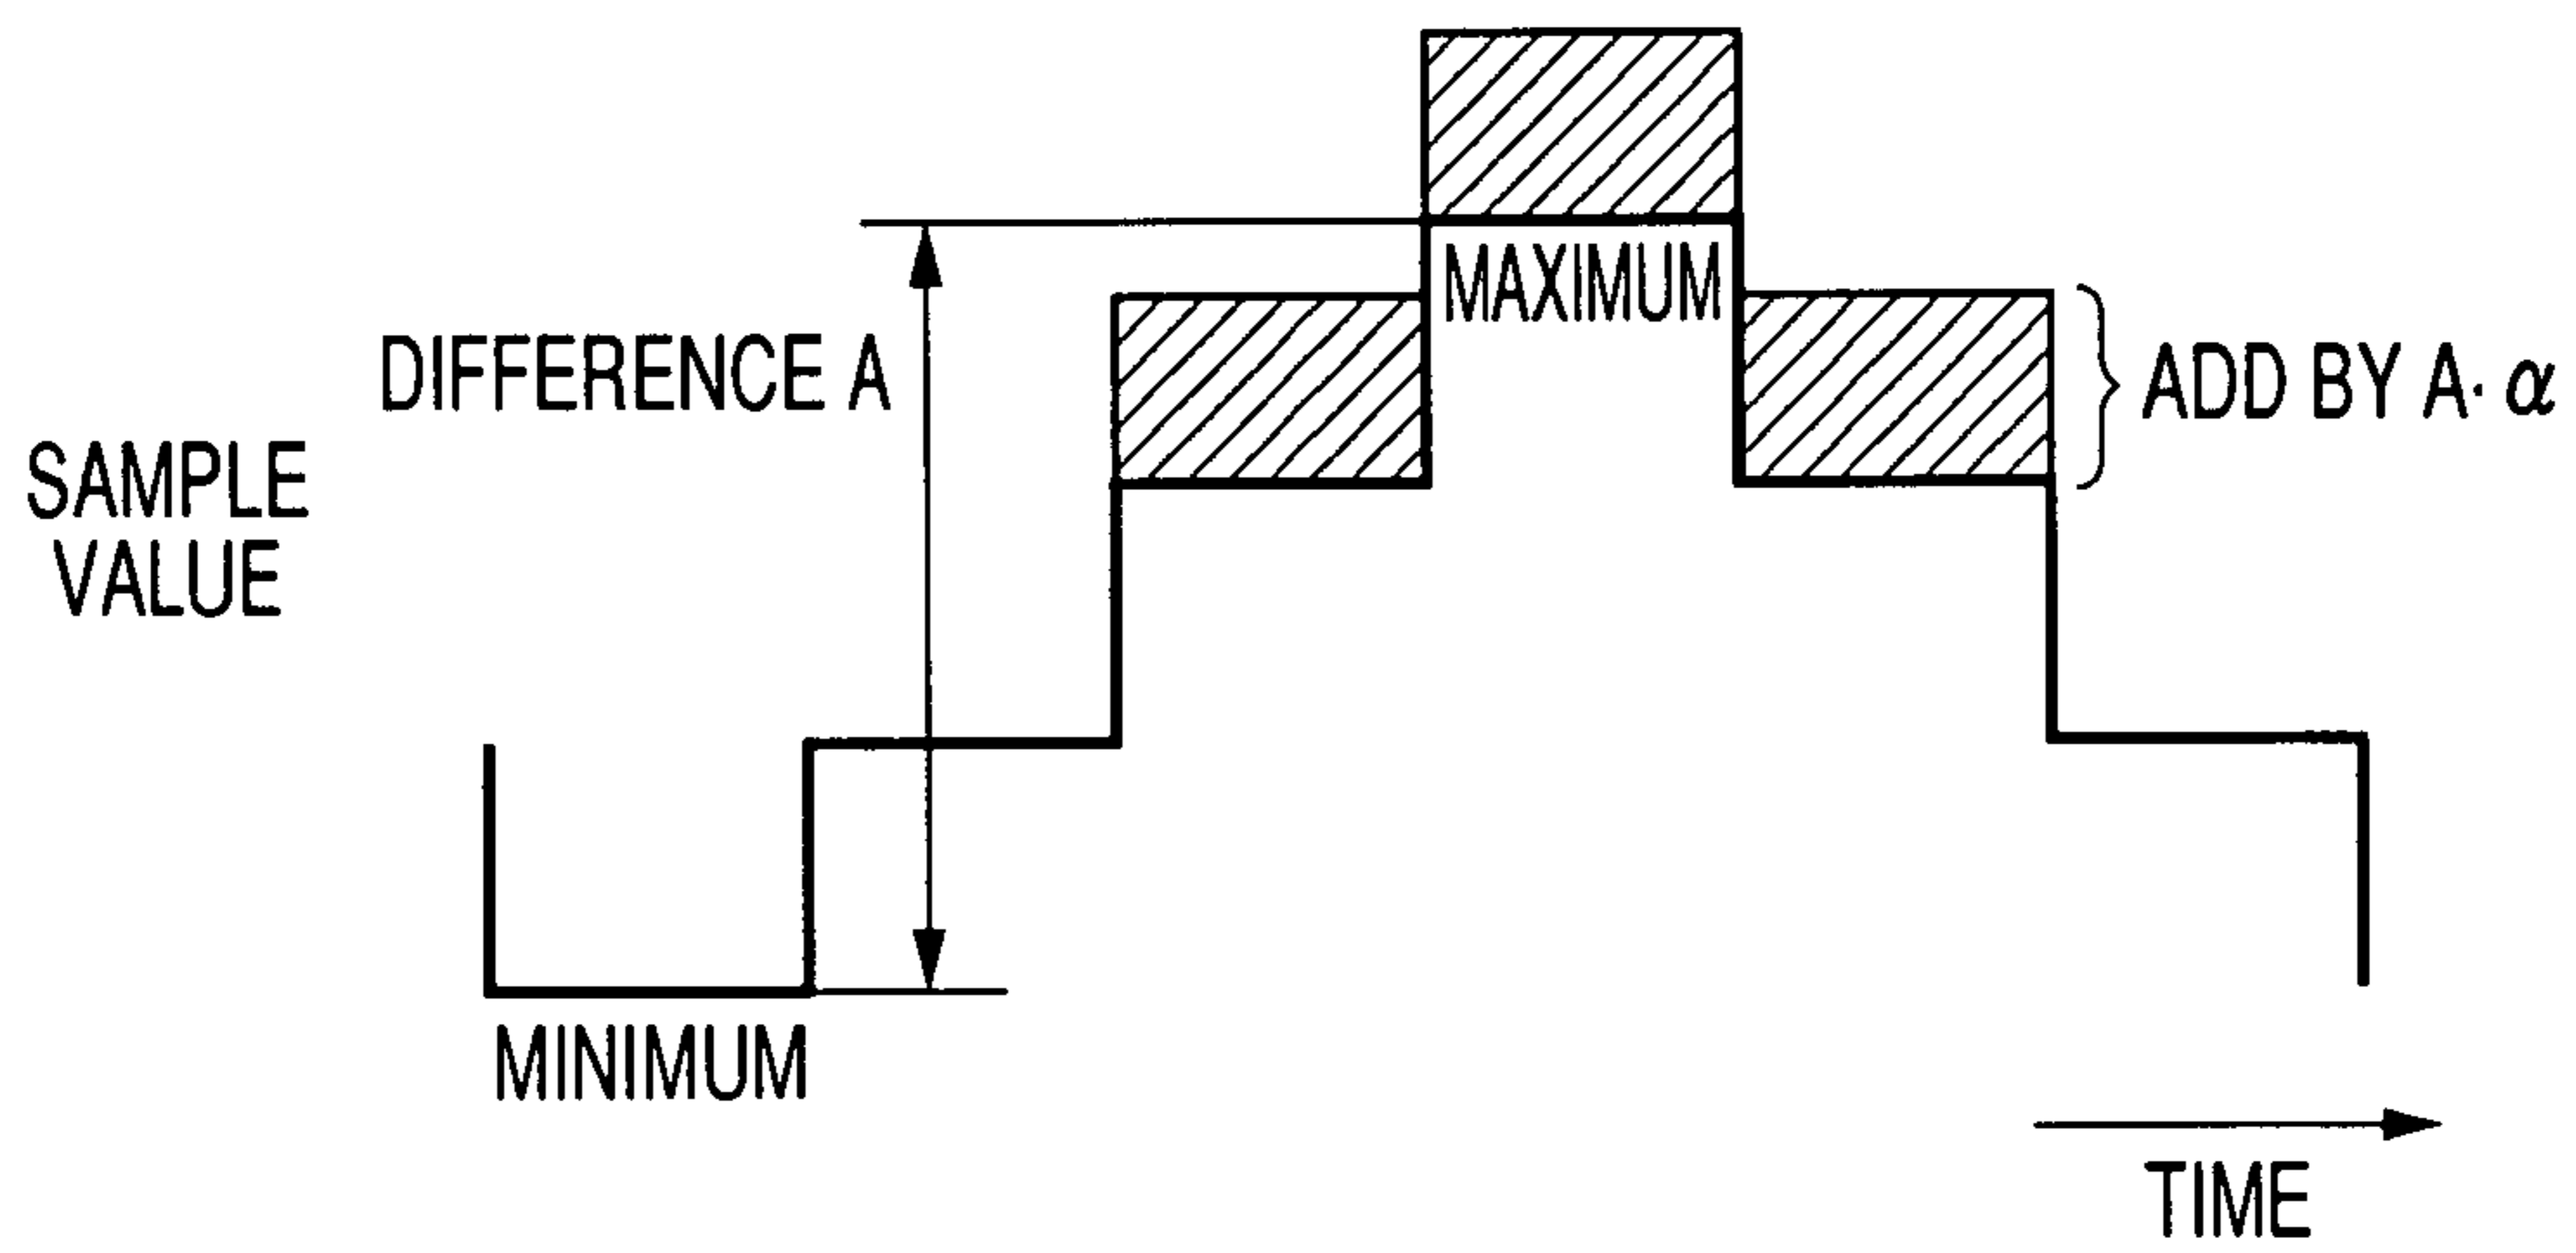 MAXIMUM
DIFFERENCE A
ADD BY A· α
SAMPLE
VALUE
MINIMUM
TIME